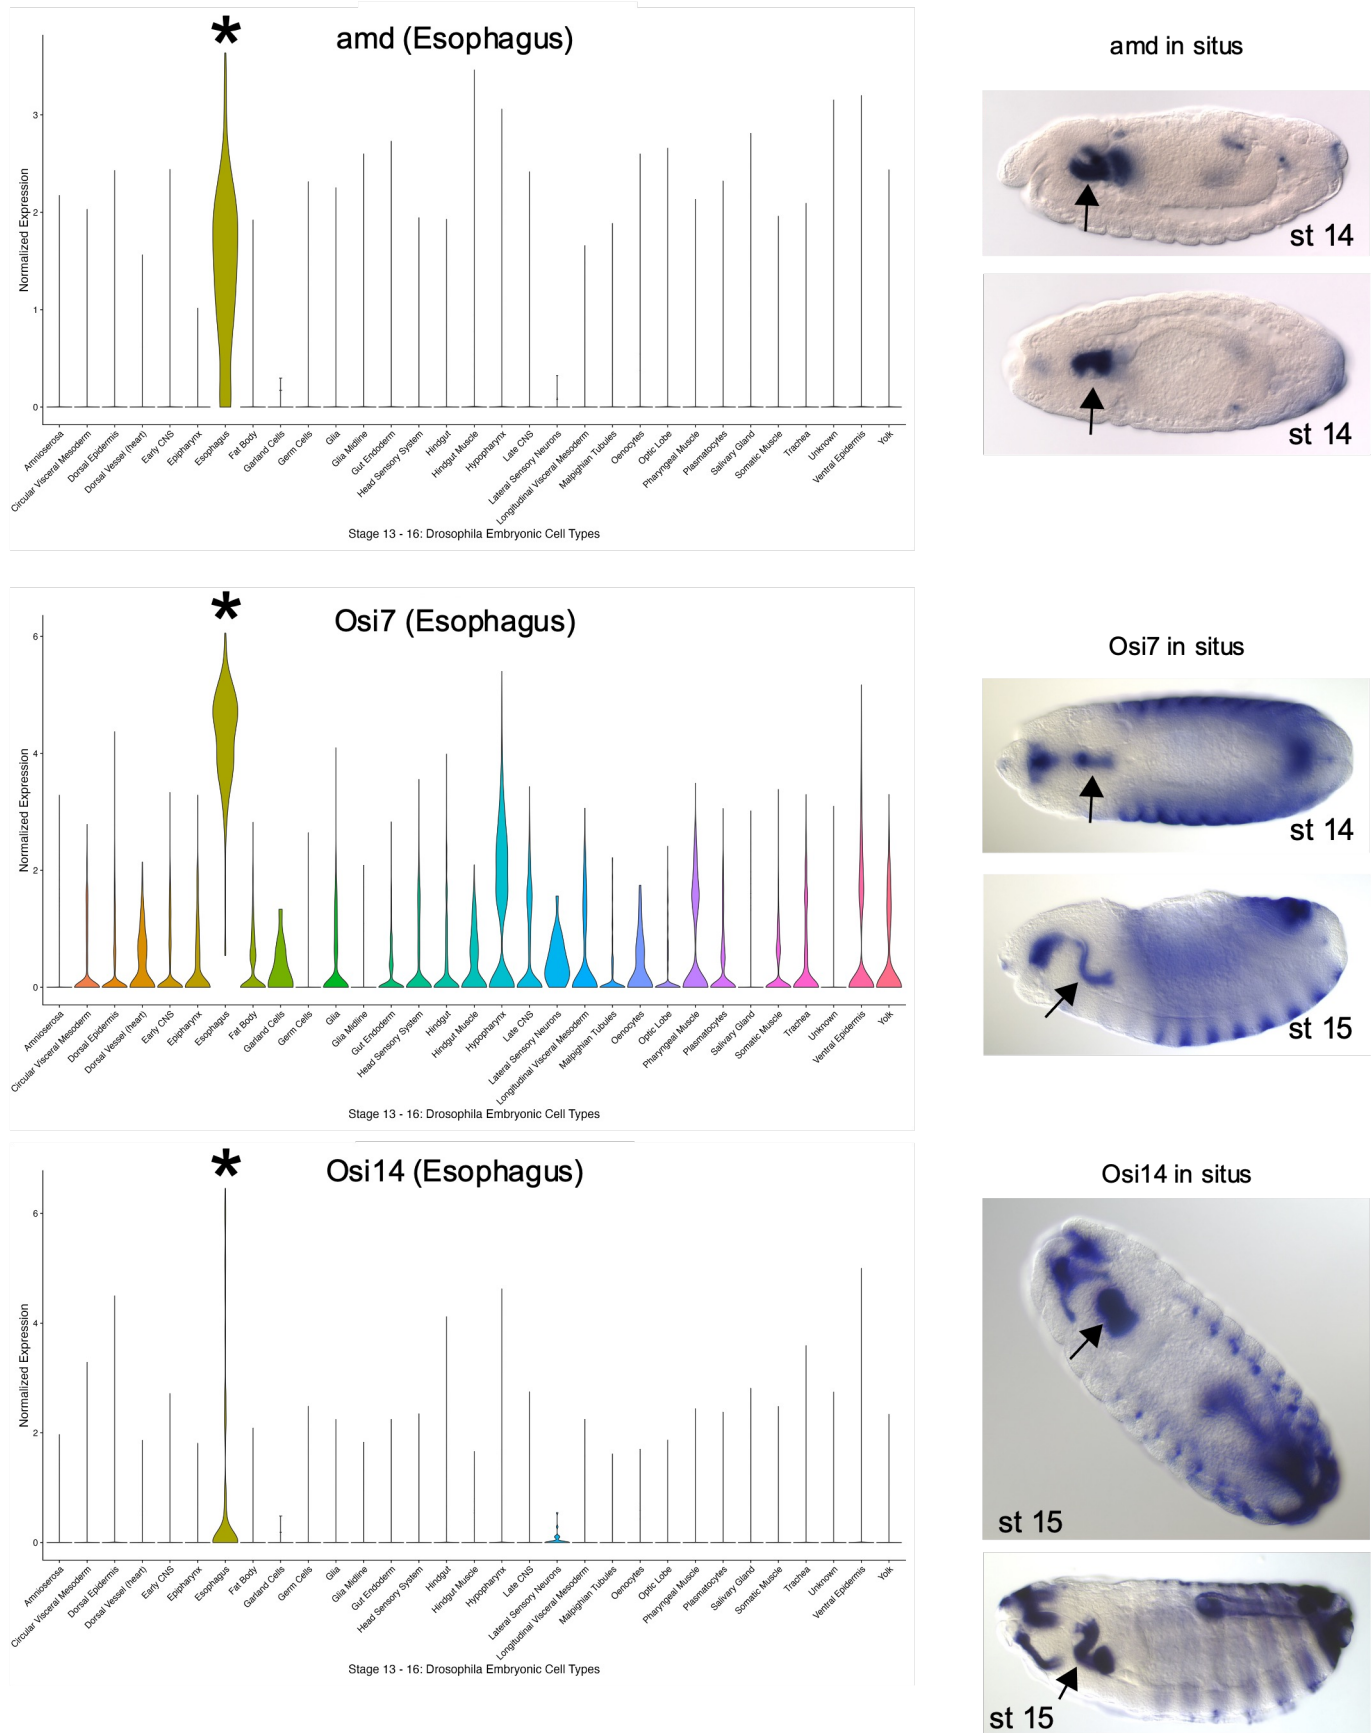 *
amd (Esophagus)
Normalized Expression
3
2
1
0
Amnioserosa
Circular Visceral Mesoderm
Dorsal Epidermis
Dorsal Vessel (heart)
Early CNS
Epipharynx
Esophagus
Fat Body
Garland Cells
Germ Cells
Glia
Glia Midline
Gut Endoderm
Head Sensory System
Hindgut
Hindgut Muscle
Hypopharynx
Late CNS
Lateral Sensory Neurons
Longitudinal Visceral Mesoderm
Malpighian Tubules
Oenocytes
Optic Lobe
Pharyngeal Muscle
Plasmatocytes
Salivary Gland
Somatic Muscle
Trachea
Unknown
Ventral Epidermis
Yolk
Stage 13 - 16: Drosophila Embryonic Cell Types
amd in situs
st 14
st 14
*
Osi7 (Esophagus)
Normalized Expression
6
4
2
0
Amnioserosa
Circular Visceral Mesoderm
Dorsal Epidermis
Dorsal Vessel (heart)
Early CNS
Epipharynx
Esophagus
Fat Body
Garland Cells
Germ Cells
Glia
Glia Midline
Gut Endoderm
Head Sensory System
Hindgut
Hindgut Muscle
Hypopharynx
Late CNS
Lateral Sensory Neurons
Longitudinal Visceral Mesoderm
Malpighian Tubules
Oenocytes
Optic Lobe
Pharyngeal Muscle
Plasmatocytes
Salivary Gland
Somatic Muscle
Trachea
Unknown
Ventral Epidermis
Yolk
Stage 13 - 16: Drosophila Embryonic Cell Types
Osi7 in situs
st 14
st 15
*
Osi14 (Esophagus)
Normalized Expression
6
4
2
0
Amnioserosa
Circular Visceral Mesoderm
Dorsal Epidermis
Dorsal Vessel (heart)
Early CNS
Epipharynx
Esophagus
Fat Body
Garland Cells
Germ Cells
Glia
Glia Midline
Gut Endoderm
Head Sensory System
Hindgut
Hindgut Muscle
Hypopharynx
Late CNS
Lateral Sensory Neurons
Longitudinal Visceral Mesoderm
Malpighian Tubules
Oenocytes
Optic Lobe
Pharyngeal Muscle
Plasmatocytes
Salivary Gland
Somatic Muscle
Trachea
Unknown
Ventral Epidermis
Yolk
Stage 13 - 16: Drosophila Embryonic Cell Types
Osi14 in situs
st 15
st 15